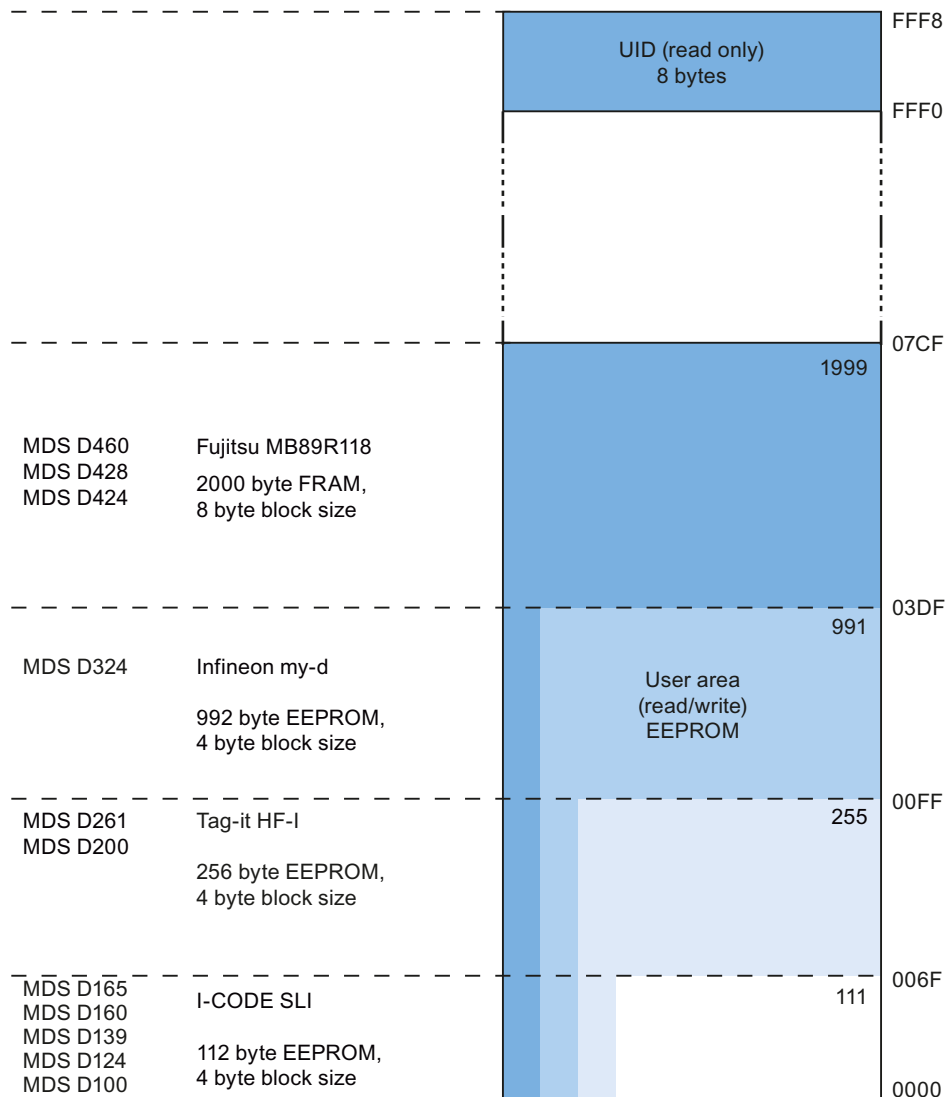 FFF8
UID (read only)
8 bytes
FFF0
07CF
1999
MDS D460
MDS D428
MDS D424
Fujitsu MB89R118
2000 byte FRAM,
8 byte block size
03DF
991
MDS D324
Infineon my-d
992 byte EEPROM,
4 byte block size
User area
(read/write)
EEPROM
00FF
255
MDS D261
MDS D200
Tag-it HF-I
256 byte EEPROM,
4 byte block size
006F
111
MDS D165
MDS D160
MDS D139
MDS D124
MDS D100
I-CODE SLI
112 byte EEPROM,
4 byte block size
0000